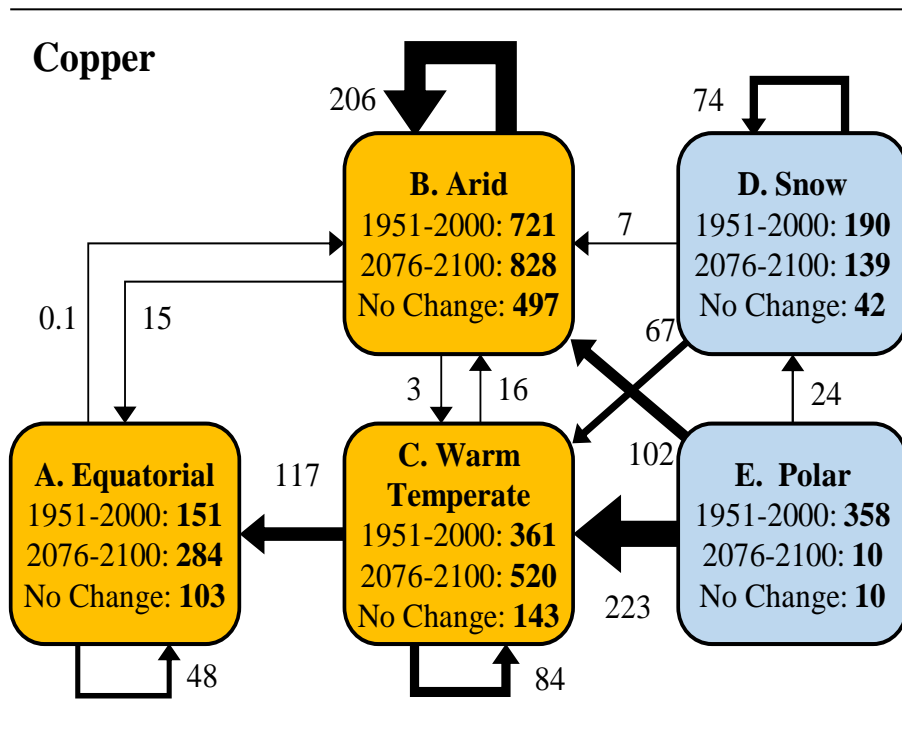 Copper
206
74
B. Arid
1951-2000: 721
2076-2100: 828
No Change: 497
7
D. Snow
1951-2000: 190
2076-2100: 139
No Change: 42
0.1
15
67
3
16
24
A. Equatorial
1951-2000: 151
2076-2100: 284
No Change: 103
117
C. Warm
Temperate
1951-2000: 361
2076-2100: 520
No Change: 143
102
223
E. Polar
1951-2000: 358
2076-2100: 10
No Change: 10
48
84